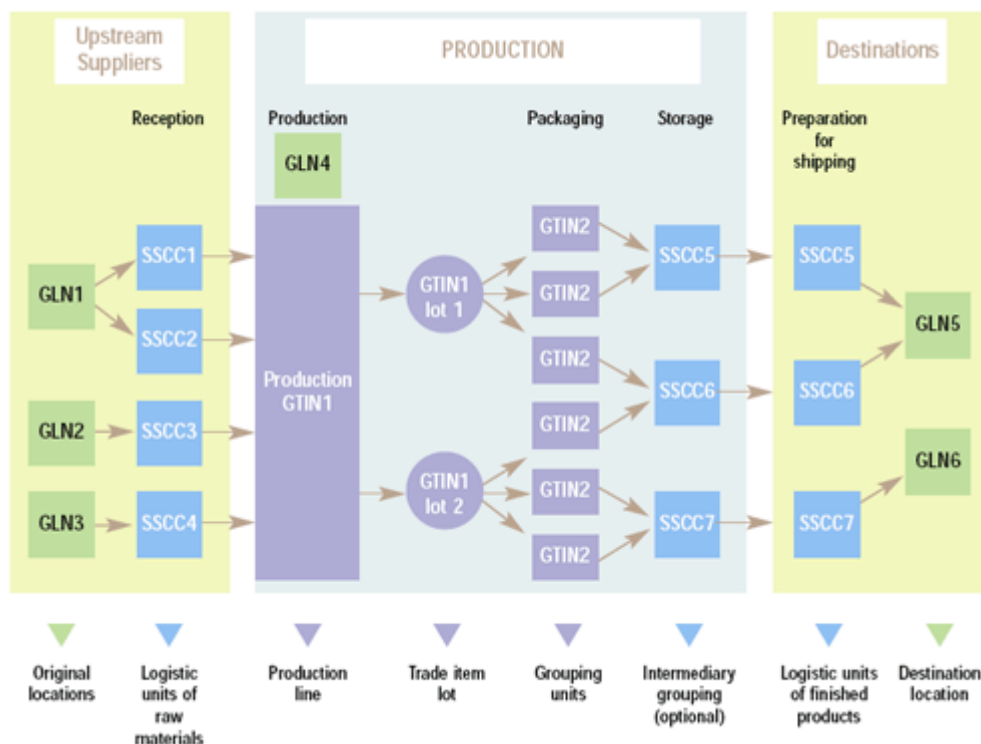 Upstream
Suppliers
PRODUCTION
Destinations
Reception
Production
Packaging
Storage
Preparation
for
shipping
GLN4
GLN1
GLN2
GLN3
SSCC1
SSCC2
SSCC3
SSCC4
Production
GTIN1
GTIN1
lot 1
GTIN1
lot 2
GTIN2
GTIN2
GTIN2
GTIN2
GTIN2
GTIN2
SSCC5
SSCC6
SSCC7
SSCC5
SSCC6
SSCC7
GLN5
GLN6
Original
locations
Logistic
units of
raw
materials
Production
line
Trade item
lot
Grouping
units
Intermediary
grouping
(optional)
Logistic units
of finished
products
Destination
location